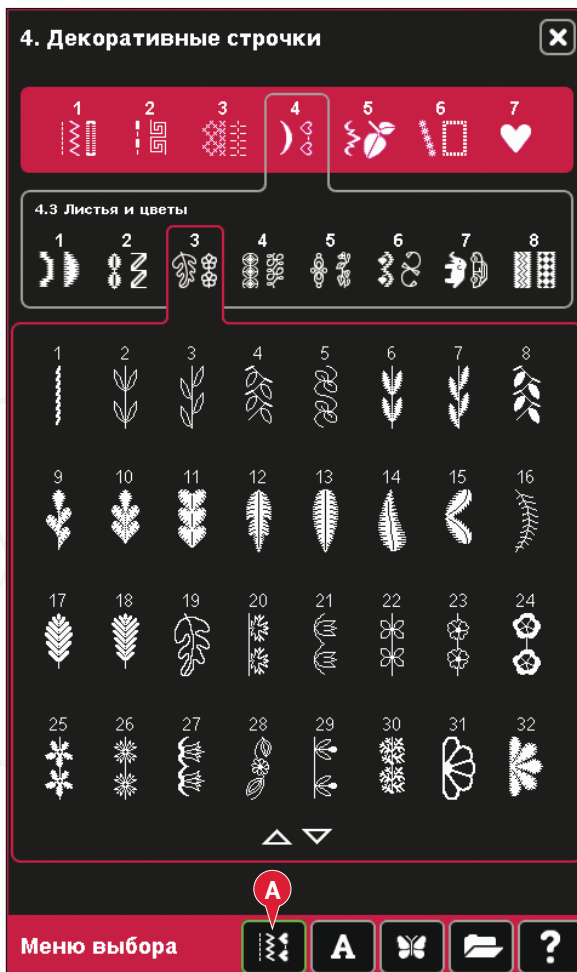 4. Декоративные строчки
1 2 3 4 5 6 7
4.3 Листья и цветы
1 2 3 4 5 6 7 8
1 2 3 4 5 6 7 8
9 10 11 12 13 14 15 16
17 18 19 20 21 22 23 24
25 26 27 28 29 30 31 32
A
Меню выбора A ?